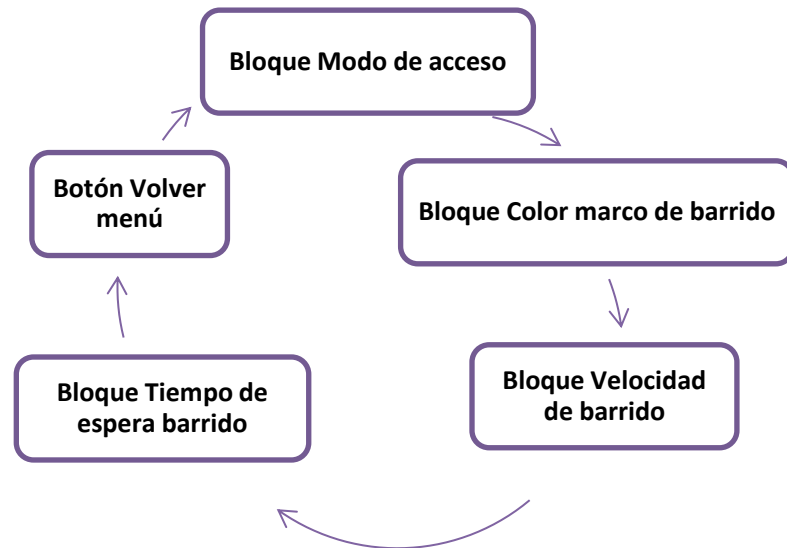 Bloque Modo de acceso
Bloque Color marco de barrido
Bloque Velocidad
de barrido
Bloque Tiempo de
espera barrido
Botón Volver
menú